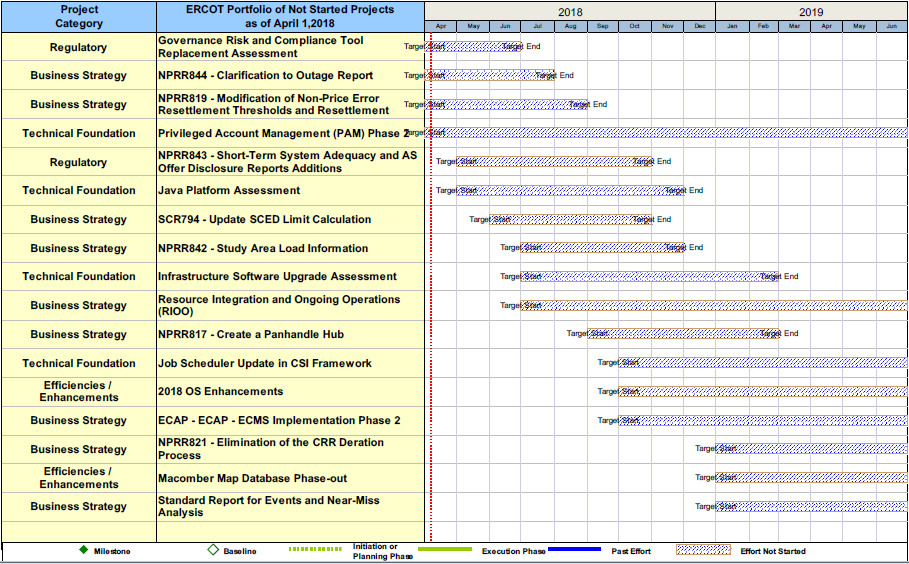 Project
Category
ERCOT Portfolio of Not Started Projects
as of April 1,2018
2018
2019
Apr May Jun Jul Aug Sep Oct Nov Dec Jan Feb Mar Apr May Jun
Regulatory
Governance Risk and Compliance Tool
Replacement Assessment
Target Start
Target End
Business Strategy
NPRR844 - Clarification to Outage Report
Target Start
Target End
Business Strategy
NPRR819 - Modification of Non-Price Error
Resettlement Thresholds and Resettlement
Target Start
Target End
Technical Foundation
Privileged Account Management (PAM) Phase 2
Target Start
Regulatory
NPRR843 - Short-Term System Adequacy and AS
Offer Disclosure Reports Additions
Target Start
Target End
Technical Foundation
Java Platform Assessment
Target Start
Target End
Business Strategy
SCR794 - Update SCED Limit Calculation
Target Start
Target End
Business Strategy
NPRR842 - Study Area Load Information
Target Start
Target End
Technical Foundation
Infrastructure Software Upgrade Assessment
Target Start
Target End
Business Strategy
Resource Integration and Ongoing Operations
(RIOO)
Target Start
Business Strategy
NPRR817 - Create a Panhandle Hub
Target Start
Target End
Technical Foundation
Job Scheduler Update in CSI Framework
Target Start
Efficiencies /
Enhancements
2018 OS Enhancements
Target Start
Business Strategy
ECAP - ECAP - ECMS Implementation Phase 2
Target Start
Business Strategy
NPRR821 - Elimination of the CRR Deration
Process
Target Start
Efficiencies /
Enhancements
Macomber Map Database Phase-out
Target Start
Business Strategy
Standard Report for Events and Near-Miss
Analysis
Target Start
Milestone
Baseline
Initiation or
Planning Phase
Execution Phase
Past Effort
Effort Not Started